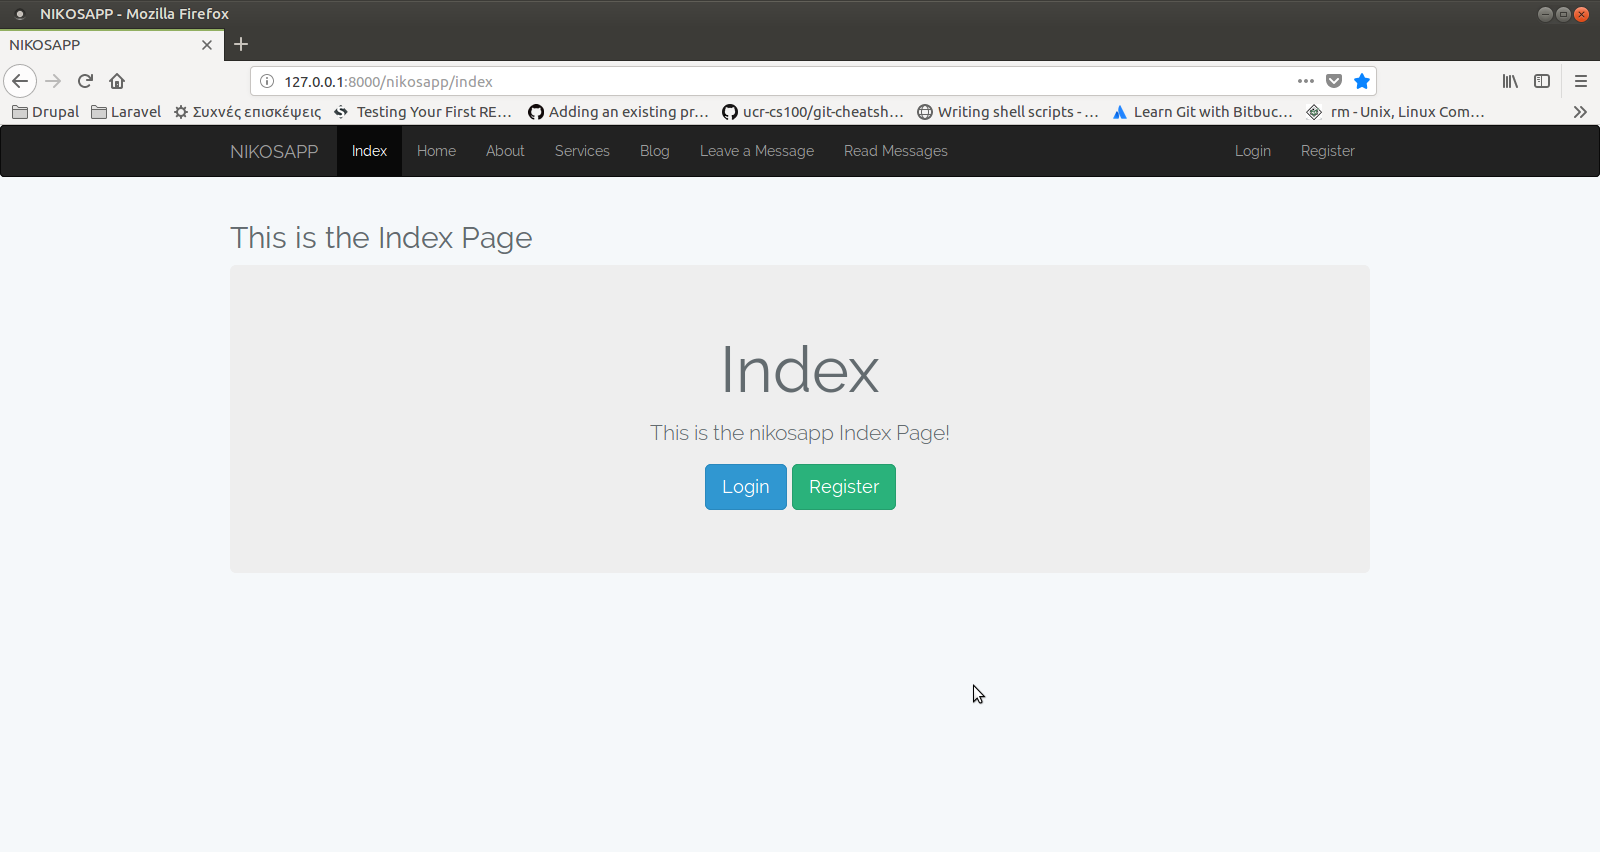 NIKOSAPP - Mozilla Firefox
NIKOSAPP
127.0.0.1:8000/nikosapp/index
Drupal Laravel Συχνές επισκέψεις Testing Your First RE... Adding an existing pr... ucr-cs100/git-cheatsh... Writing shell scripts - ... Learn Git with Bitbuc... rm - Unix, Linux Com...
NIKOSAPP Index Home About Services Blog Leave a Message Read Messages Login Register
This is the Index Page
Index
This is the nikosapp Index Page!
Login Register